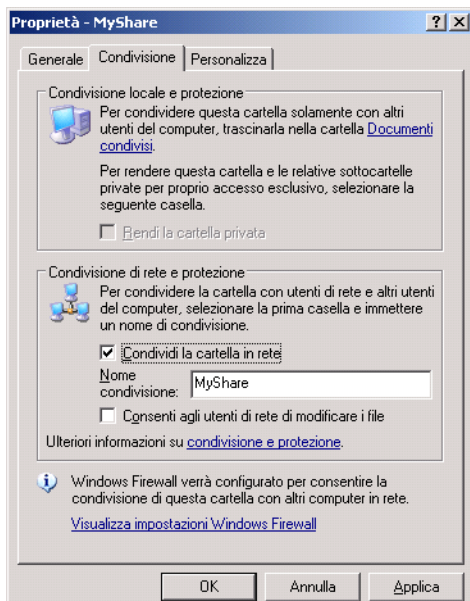 Proprietà - MyShare
Generale Condivisione Personalizza
Condivisione locale e protezione
Per condividere questa cartella solamente con altri
utenti del computer, trascinarla nella cartella Documenti
condivisi.
Per rendere questa cartella e le relative sottocartelle
private per proprio accesso esclusivo, selezionare la
seguente casella.
Rendi la cartella privata
Condivisione di rete e protezione
Per condividere la cartella con utenti di rete e altri utenti
del computer, selezionare la prima casella e immettere
un nome di condivisione.
Condividi la cartella in rete
Nome
condivisione: MyShare
Consenti agli utenti di rete di modificare i file
Ulteriori informazioni su condivisione e protezione.
Windows Firewall verrà configurato per consentire la
condivisione di questa cartella con altri computer in rete.
Visualizza impostazioni Windows Firewall
OK Annulla Applica